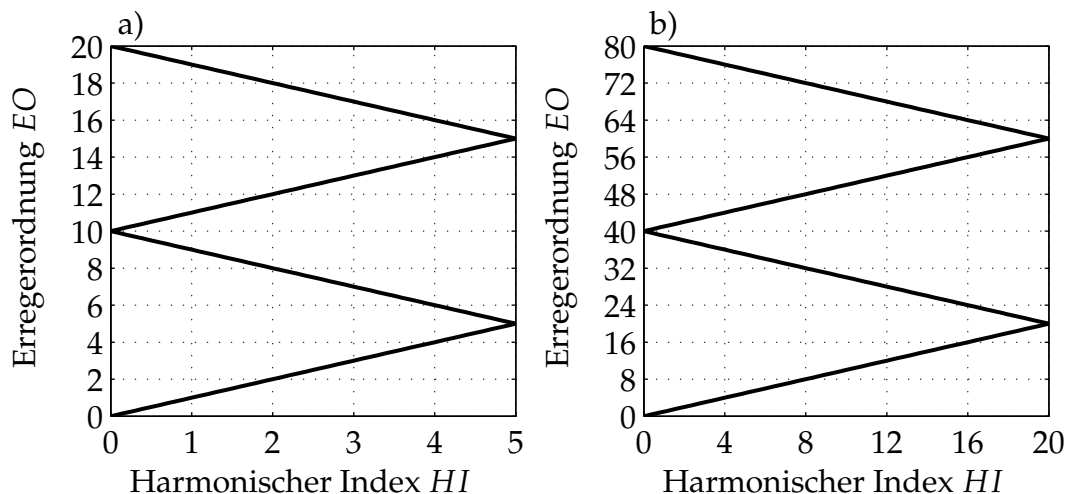 a)
20
18
16
14
12
10
8
6
4
2
0
Erregerordnung EO
0 1 2 3 4 5
Harmonischer Index HI
b)
80
72
64
56
48
40
32
24
16
8
0
Erregerordnung EO
0 4 8 12 16 20
Harmonischer Index HI